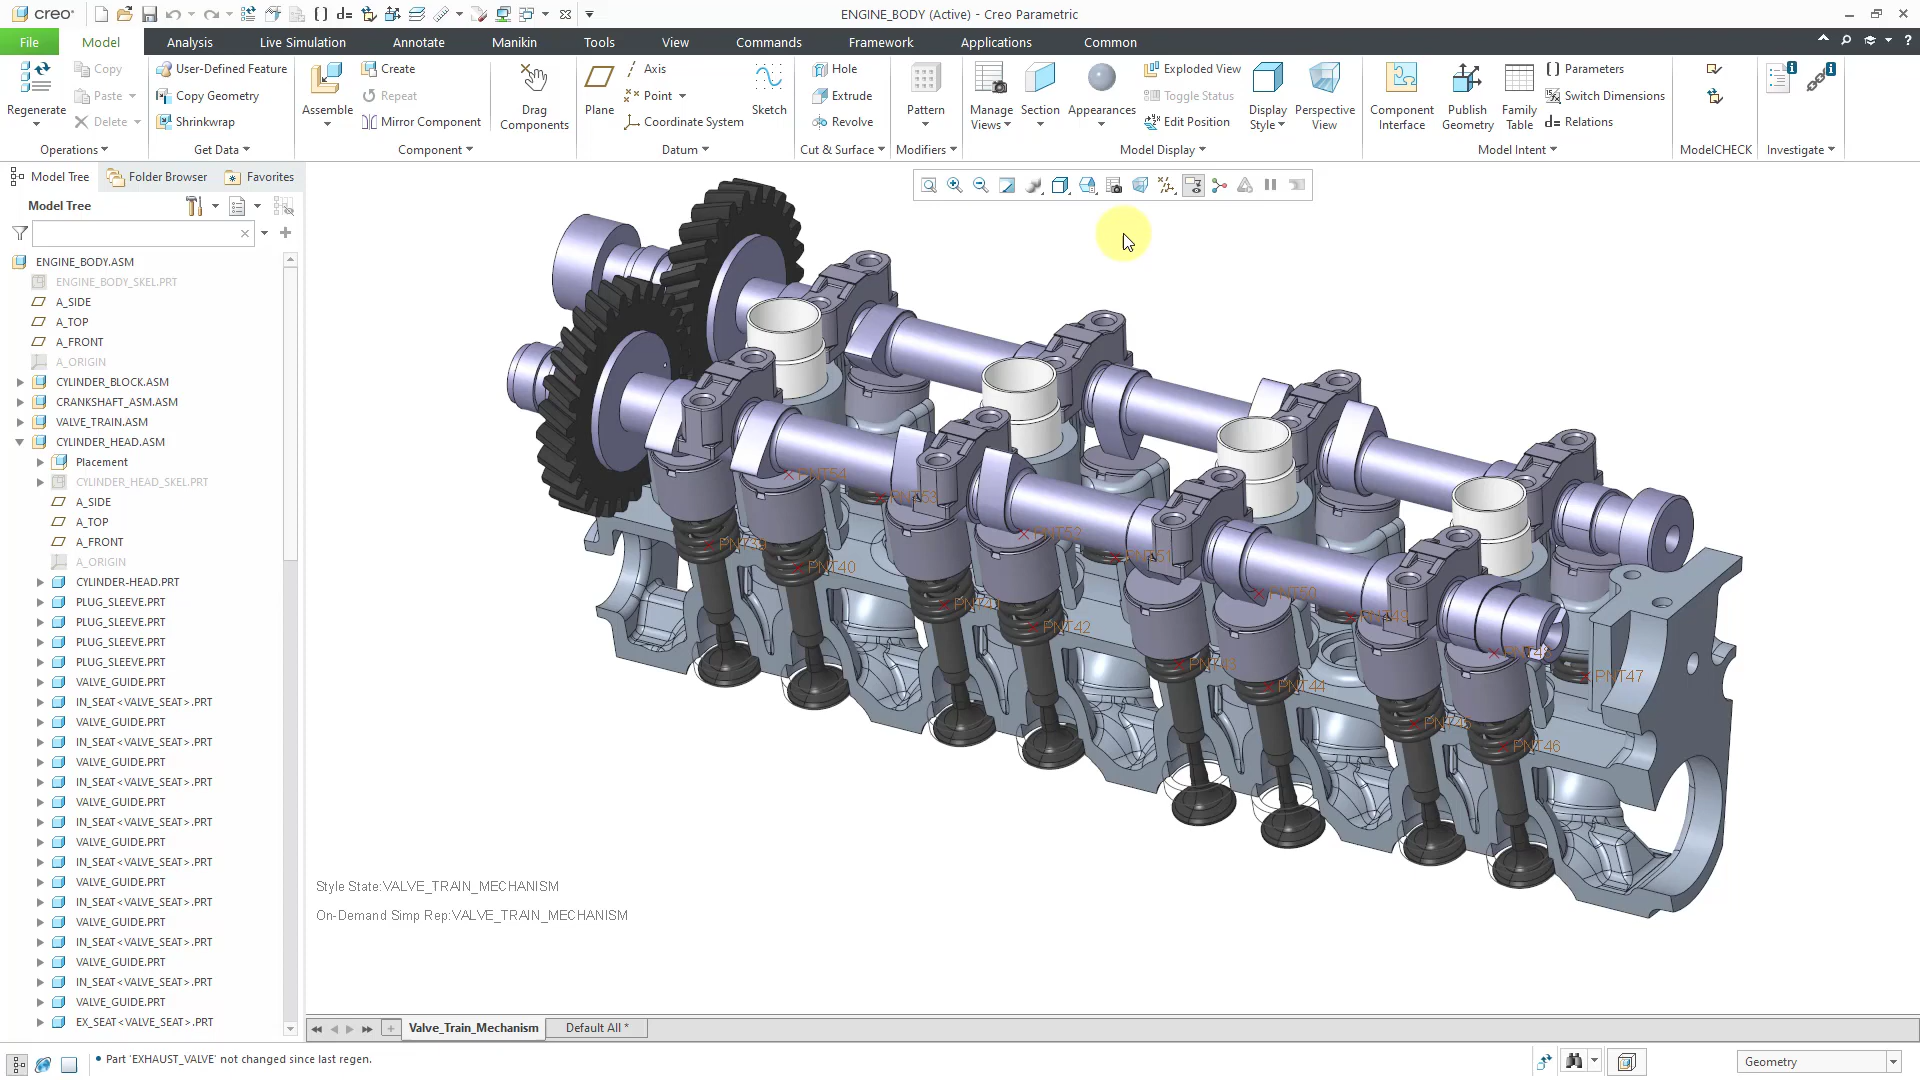 creo
ENGINE_BODY (Active) - Creo Parametric
File
Model
Analysis
Live Simulation
Annotate
Manikin
Tools
View
Commands
Framework
Applications
Common
Regenerate
Copy
Paste
Delete
Operations
User-Defined Feature
Copy Geometry
Shrinkwrap
Get Data
Assemble
Create
Repeat
Mirror Component
Component
Drag Components
Plane
Axis
Point
Coordinate System
Sketch
Datum
Hole
Extrude
Revolve
Cut & Surface
Pattern
Modifiers
Manage Views
Section
Appearances
Exploded View
Toggle Status
Edit Position
Display Style
Perspective View
Model Display
Component Interface
Publish Geometry
Family Table
Parameters
Switch Dimensions
d= Relations
Model Intent
ModelCHECK
Investigate
Model Tree
Folder Browser
Favorites
Model Tree
ENGINE_BODY.ASM
ENGINE_BODY_SKEL.PRT
A_SIDE
A_TOP
A_FRONT
A_ORIGIN
CYLINDER_BLOCK.ASM
CRANKSHAFT_ASM.ASM
VALVE_TRAIN.ASM
CYLINDER_HEAD.ASM
Placement
CYLINDER_HEAD_SKEL.PRT
A_SIDE
A_TOP
A_FRONT
A_ORIGIN
CYLINDER-HEAD.PRT
PLUG_SLEEVE.PRT
PLUG_SLEEVE.PRT
PLUG_SLEEVE.PRT
PLUG_SLEEVE.PRT
VALVE_GUIDE.PRT
IN_SEAT<VALVE_SEAT>.PRT
VALVE_GUIDE.PRT
IN_SEAT<VALVE_SEAT>.PRT
VALVE_GUIDE.PRT
IN_SEAT<VALVE_SEAT>.PRT
VALVE_GUIDE.PRT
IN_SEAT<VALVE_SEAT>.PRT
VALVE_GUIDE.PRT
IN_SEAT<VALVE_SEAT>.PRT
VALVE_GUIDE.PRT
IN_SEAT<VALVE_SEAT>.PRT
VALVE_GUIDE.PRT
IN_SEAT<VALVE_SEAT>.PRT
VALVE_GUIDE.PRT
IN_SEAT<VALVE_SEAT>.PRT
VALVE_GUIDE.PRT
EX_SEAT<VALVE_SEAT>.PRT
PNT54
PNT53
PNT52
PNT39
PNT51
PNT40
PNT50
PNT41
PNT49
PNT42
PNT43
PNT47
PNT44
PNT45
PNT46
Style State:VALVE_TRAIN_MECHANISM
On-Demand Simp Rep:VALVE_TRAIN_MECHANISM
Valve_Train_Mechanism
Default All *
• Part 'EXHAUST_VALVE' not changed since last regen.
Geometry